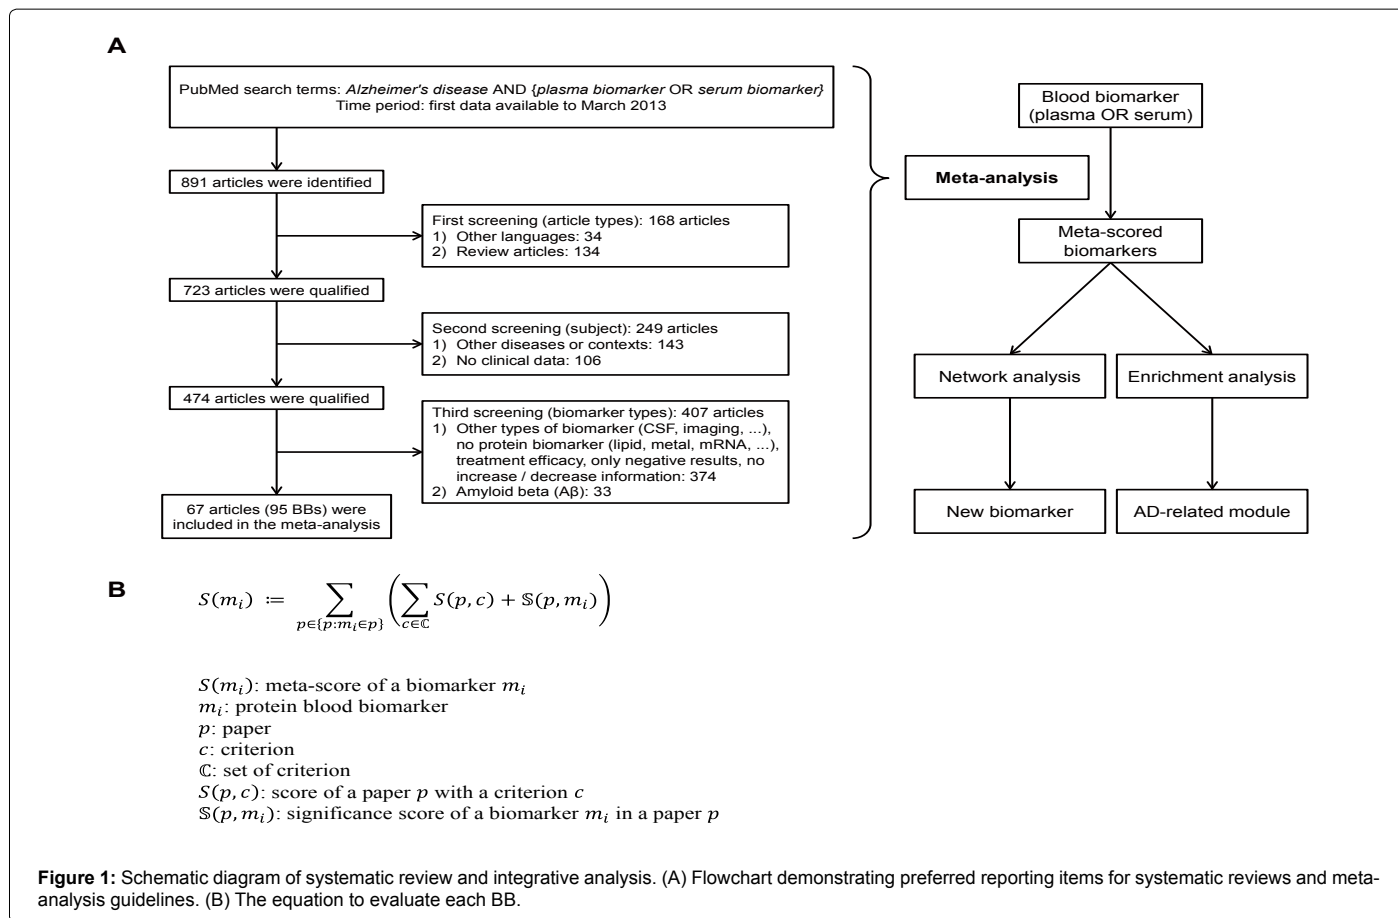 A
PubMed search terms: Alzheimer's disease AND {plasma biomarker OR serum biomarker}
Time period: first data available to March 2013
891 articles were identified
First screening (article types): 168 articles
1) Other languages: 34
2) Review articles: 134
723 articles were qualified
Second screening (subject): 249 articles
1) Other diseases or contexts: 143
2) No clinical data: 106
474 articles were qualified
Third screening (biomarker types): 407 articles
1) Other types of biomarker (CSF, imaging, ...),
no protein biomarker (lipid, metal, mRNA, ...),
treatment efficacy, only negative results, no
increase / decrease information: 374
2) Amyloid beta (Aβ): 33
67 articles (95 BBs) were
included in the meta-analysis
Meta-analysis
Blood biomarker
(plasma OR serum)
Meta-scored
biomarkers
Network analysis
Enrichment analysis
New biomarker
AD-related module
B
S(mᵢ) ≔ ∑_{p∈{p:mᵢ∈p}} (∑_{c∈ℂ} S(p, c) + 𝕊(p, mᵢ))
S(mᵢ): meta-score of a biomarker mᵢ
mᵢ: protein blood biomarker
p: paper
c: criterion
ℂ: set of criterion
S(p, c): score of a paper p with a criterion c
𝕊(p, mᵢ): significance score of a biomarker mᵢ in a paper p
Figure 1: Schematic diagram of systematic review and integrative analysis. (A) Flowchart demonstrating preferred reporting items for systematic reviews and meta-
analysis guidelines. (B) The equation to evaluate each BB.